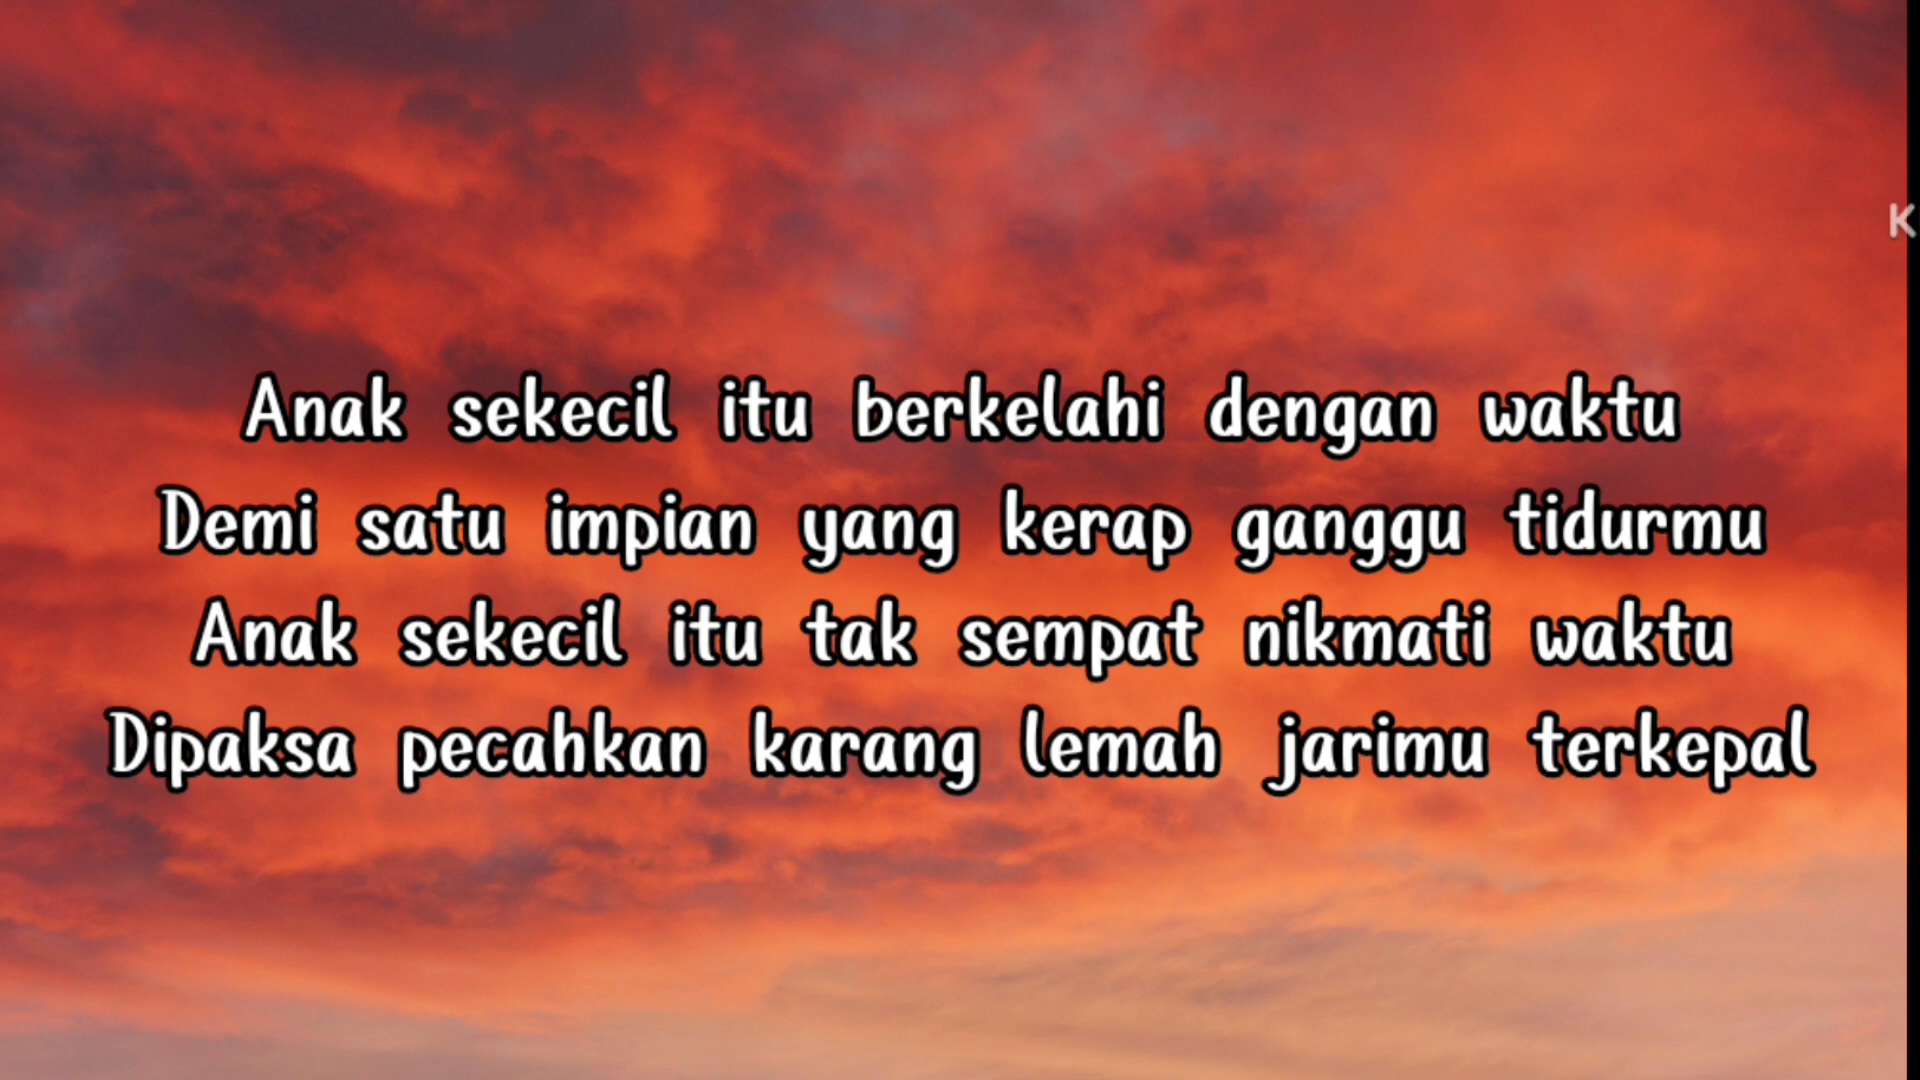 K
Anak sekecil itu berkelahi dengan waktu
Demi satu impian yang kerap ganggu tidurmu
Anak sekecil itu tak sempat nikmati waktu
Dipaksa pecahkan karang lemah jarimu terkepal